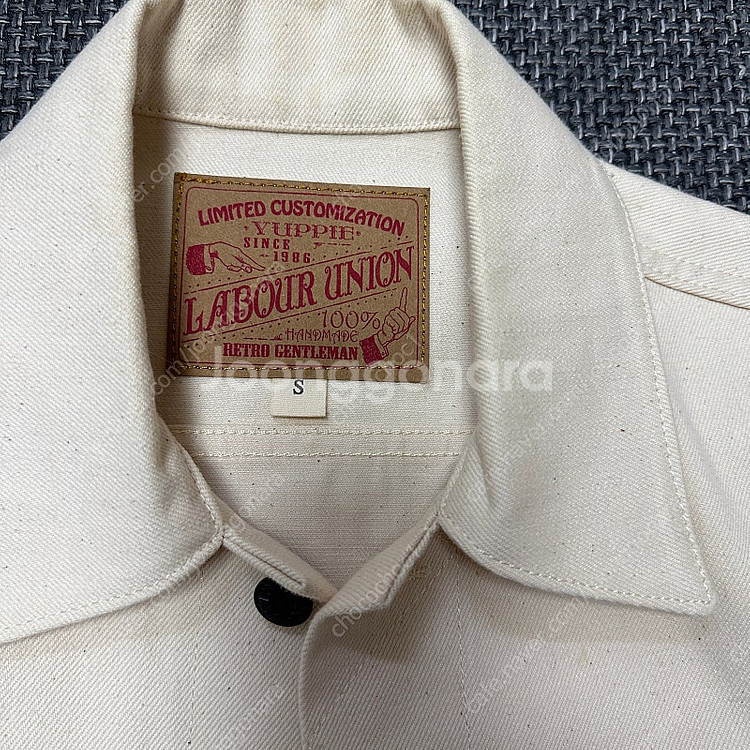 LIMITED CUSTOMIZATION
YUPPIE
SINCE
1986
LABOUR UNION
100%
HANDMADE
RETRO GENTLEMAN
Joonggonara
S